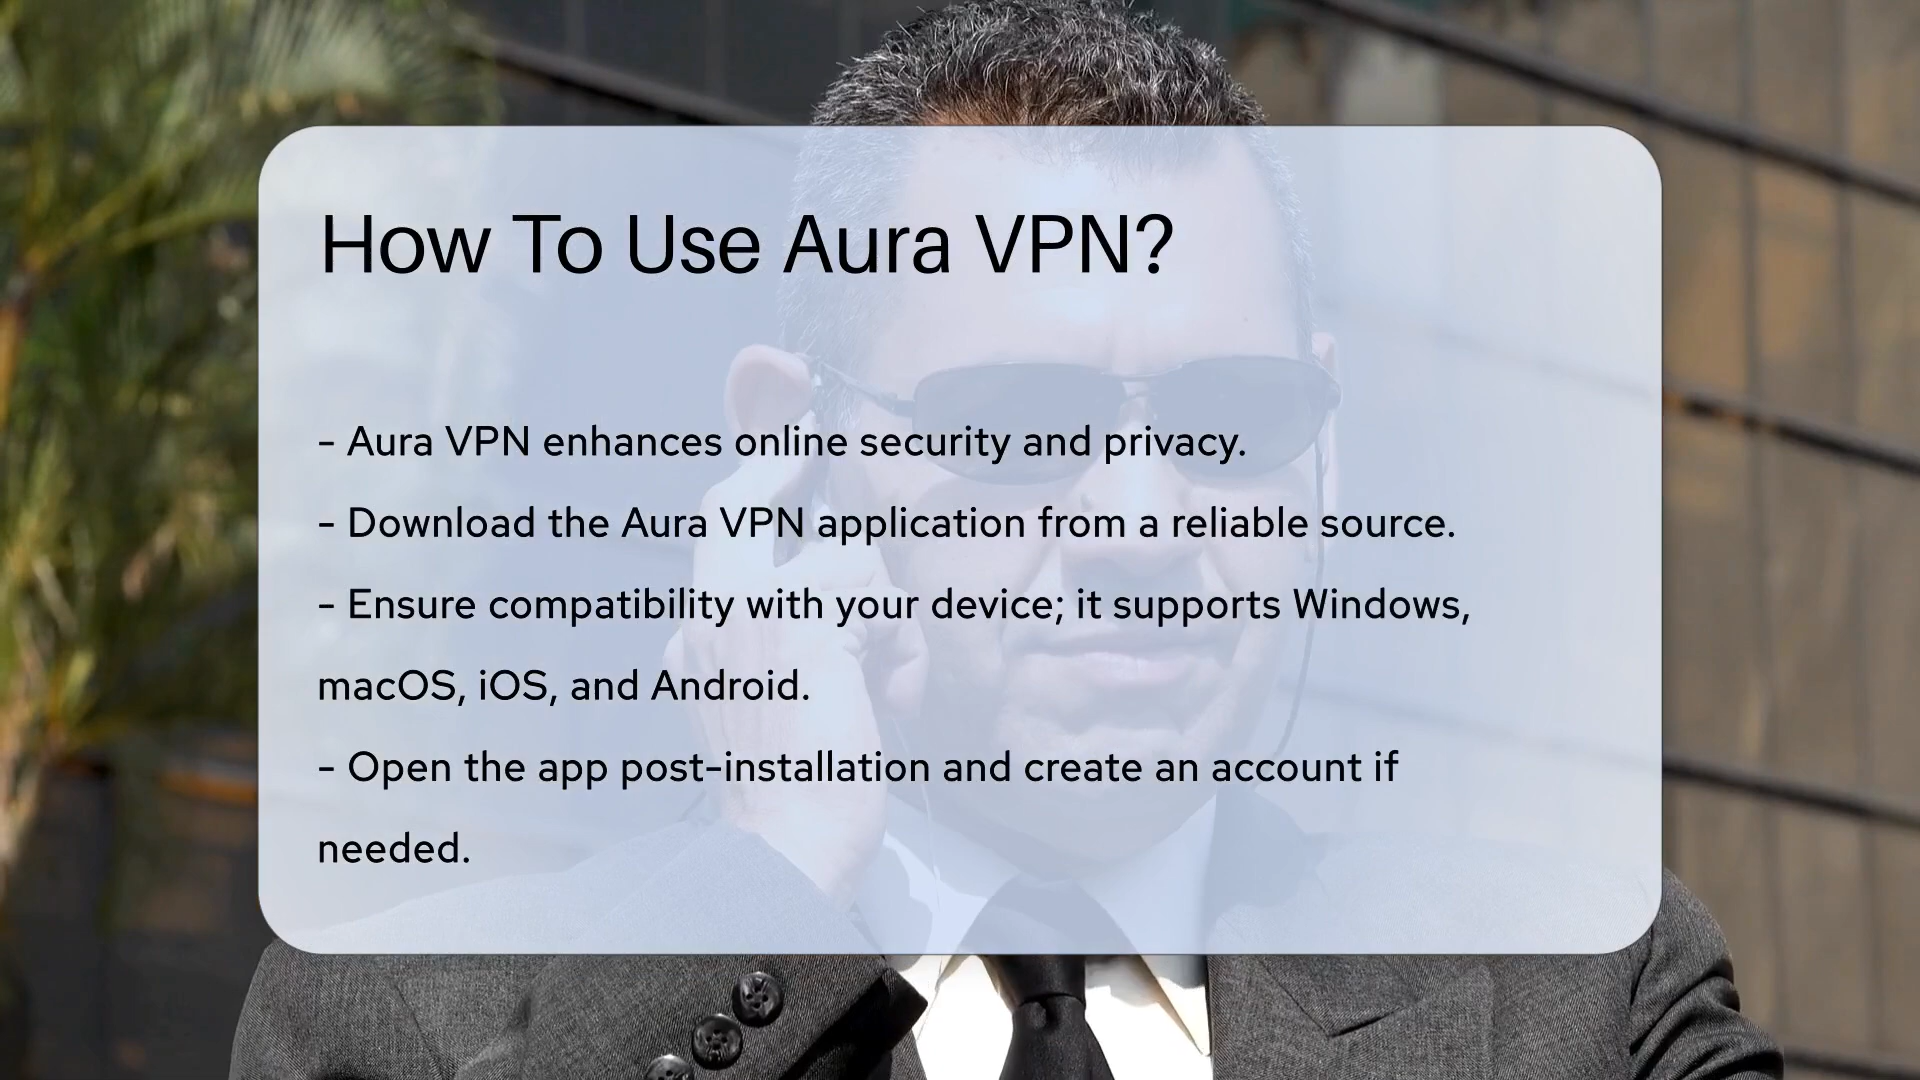 How To Use Aura VPN?
- Aura VPN enhances online security and privacy.
- Download the Aura VPN application from a reliable source.
- Ensure compatibility with your device; it supports Windows,
macOS, iOS, and Android.
- Open the app post-installation and create an account if
needed.